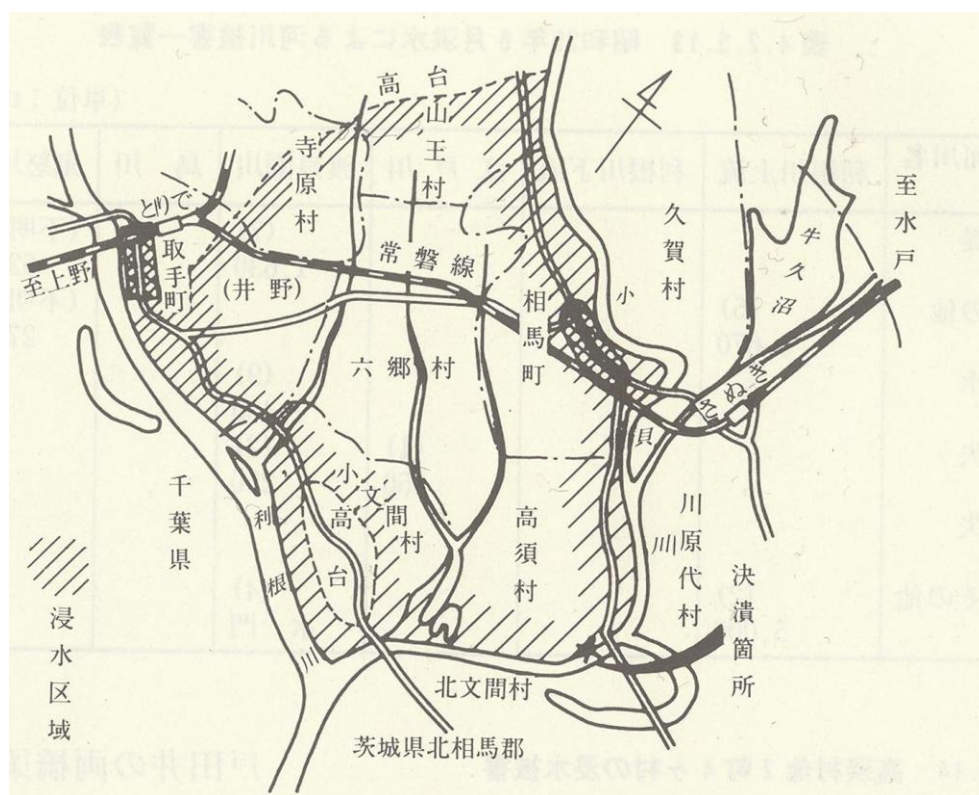 高台
山王村
寺原村
とりで
取手町
至上野
(井野)
常磐線
相馬町
久賀村
牛久沼
至水戸
さぬき
六郷村
小貝川
千葉県
利根川
小文間村
高台
高須村
川原代村
決潰箇所
浸水区域
北文間村
茨城県北相馬郡